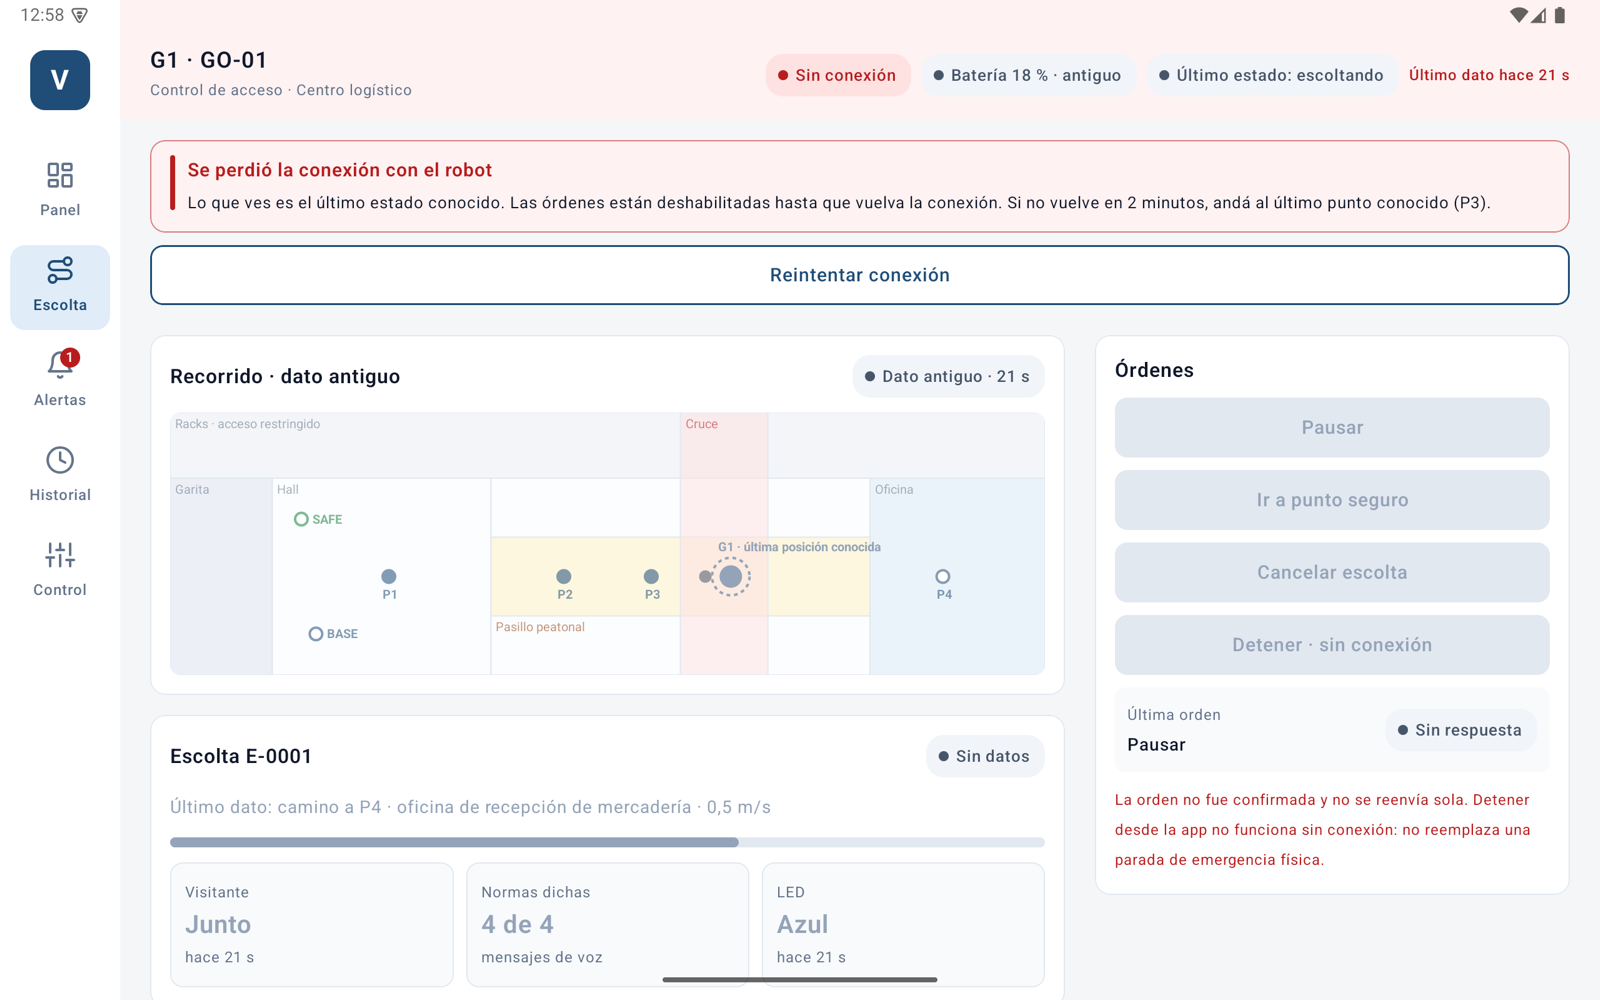 12:58
V
Panel
Escolta
1
Alertas
Historial
Control
G1 · GO-01
Control de acceso · Centro logístico
Sin conexión
Batería 18 % · antiguo
Último estado: escoltando
Último dato hace 21 s
Se perdió la conexión con el robot
Lo que ves es el último estado conocido. Las órdenes están deshabilitadas hasta que vuelva la conexión. Si no vuelve en 2 minutos, andá al último punto conocido (P3).
Reintentar conexión
Recorrido · dato antiguo
Dato antiguo · 21 s
Racks · acceso restringido
Cruce
Garita
Hall
Oficina
SAFE
G1 · última posición conocida
P1
P2
P3
P4
Pasillo peatonal
BASE
Escolta E-0001
Sin datos
Último dato: camino a P4 · oficina de recepción de mercadería · 0,5 m/s
Visitante
Junto
hace 21 s
Normas dichas
4 de 4
mensajes de voz
LED
Azul
hace 21 s
Órdenes
Pausar
Ir a punto seguro
Cancelar escolta
Detener · sin conexión
Última orden
Pausar
Sin respuesta
La orden no fue confirmada y no se reenvía sola. Detener
desde la app no funciona sin conexión: no reemplaza una
parada de emergencia física.